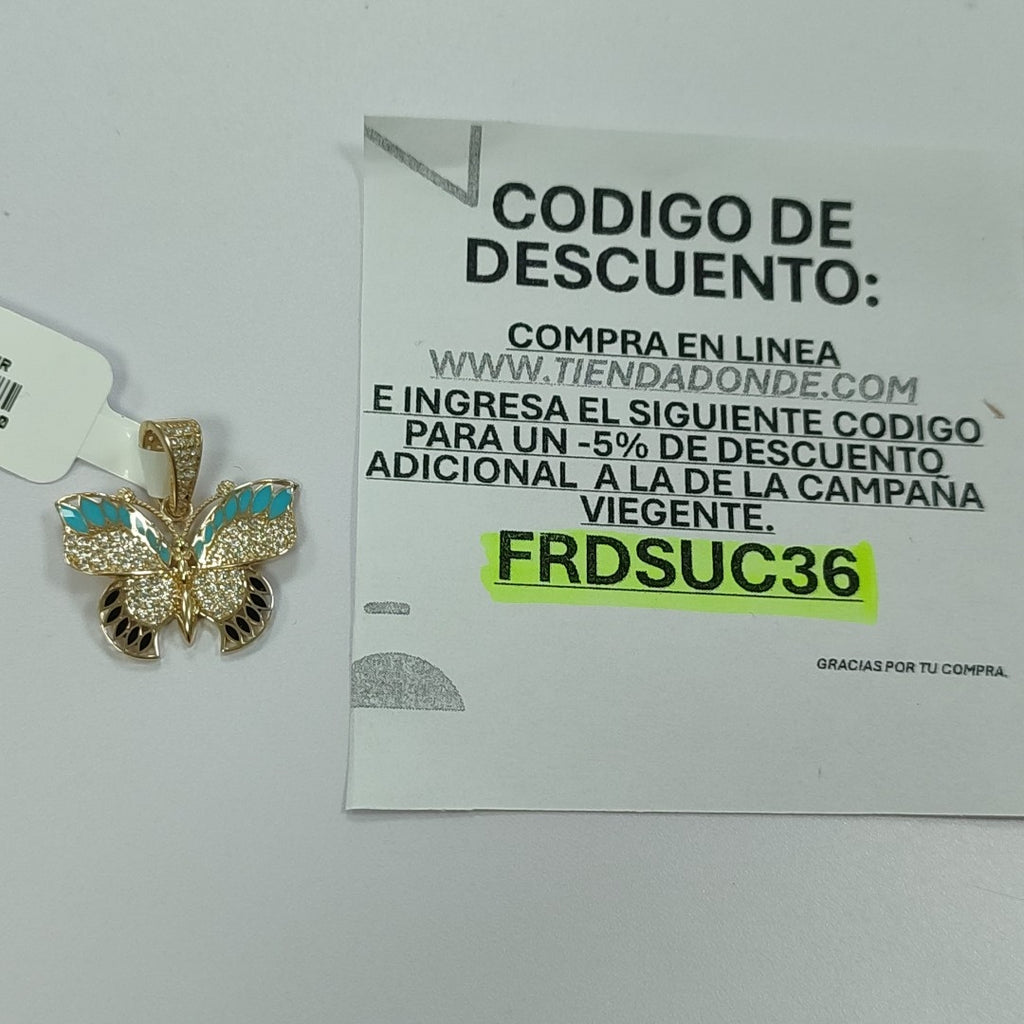 CODIGO DE
DESCUENTO:
COMPRA EN LINEA
WWW.TIENDADONDE.COM
E INGRESA EL SIGUIENTE CODIGO
PARA UN -5% DE DESCUENTO
ADICIONAL A LA DE LA CAMPAÑA
VIEGENTE.
FRDSUC36
GRACIAS POR TU COMPRA.